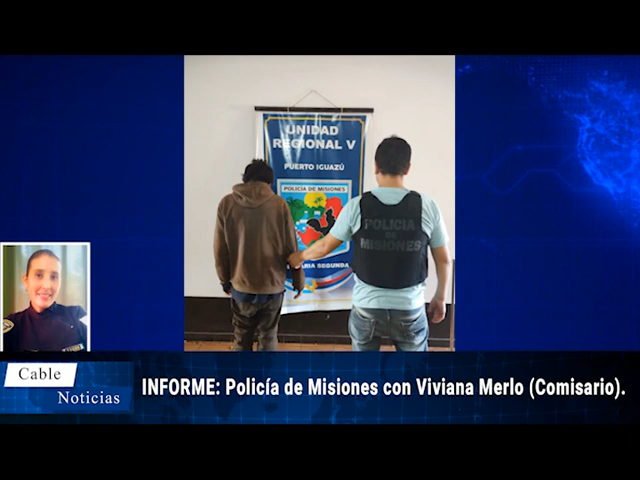 UNIDAD
REGIONAL V
PUERTO IGUAZÚ
POLICÍA DE MISIONES
SEGUNDA
POLICIA
DE
MISIONES
Cable
Noticias
INFORME: Policía de Misiones con Viviana Merlo (Comisario).